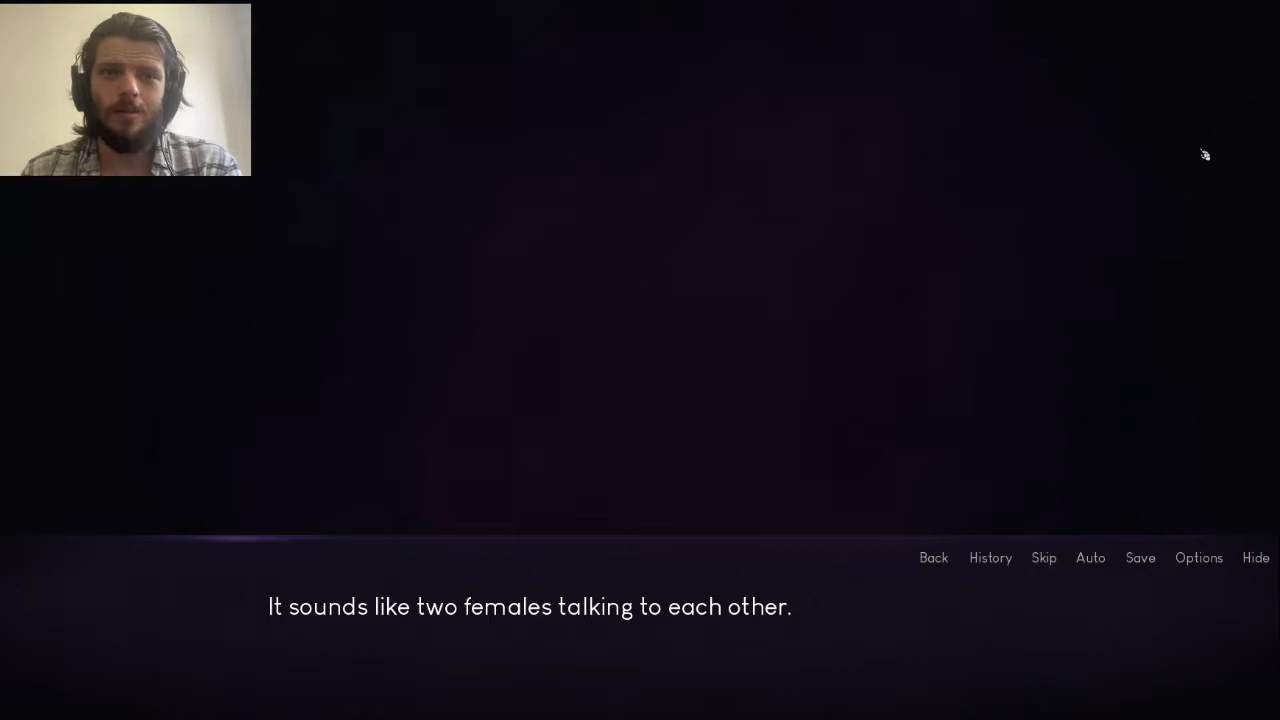 Back History Skip Auto Save Options Hide
It sounds like two females talking to each other.